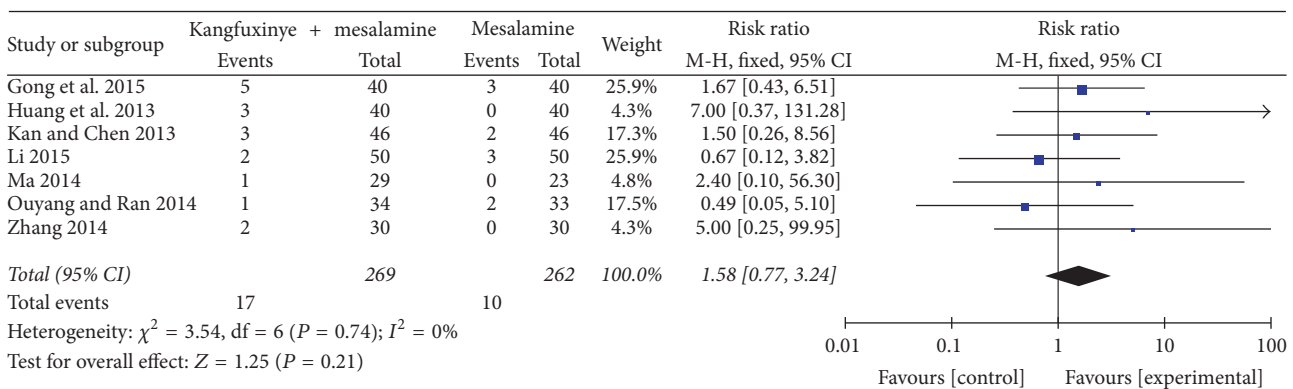 Study or subgroup Kangfuxinye + mesalamine Mesalamine Weight Risk ratio Risk ratio
Events Total Events Total M-H, fixed, 95% CI M-H, fixed, 95% CI
Gong et al. 2015 5 40 3 40 25.9% 1.67 [0.43, 6.51]
Huang et al. 2013 3 40 0 40 4.3% 7.00 [0.37, 131.28]
Kan and Chen 2013 3 46 2 46 17.3% 1.50 [0.26, 8.56]
Li 2015 2 50 3 50 25.9% 0.67 [0.12, 3.82]
Ma 2014 1 29 0 23 4.8% 2.40 [0.10, 56.30]
Ouyang and Ran 2014 1 34 2 33 17.5% 0.49 [0.05, 5.10]
Zhang 2014 2 30 0 30 4.3% 5.00 [0.25, 99.95]
Total (95% CI) 269 262 100.0% 1.58 [0.77, 3.24]
Total events 17 10
Heterogeneity: χ² = 3.54, df = 6 (P = 0.74); I² = 0%
Test for overall effect: Z = 1.25 (P = 0.21)
0.01 0.1 1 10 100
Favours [control] Favours [experimental]